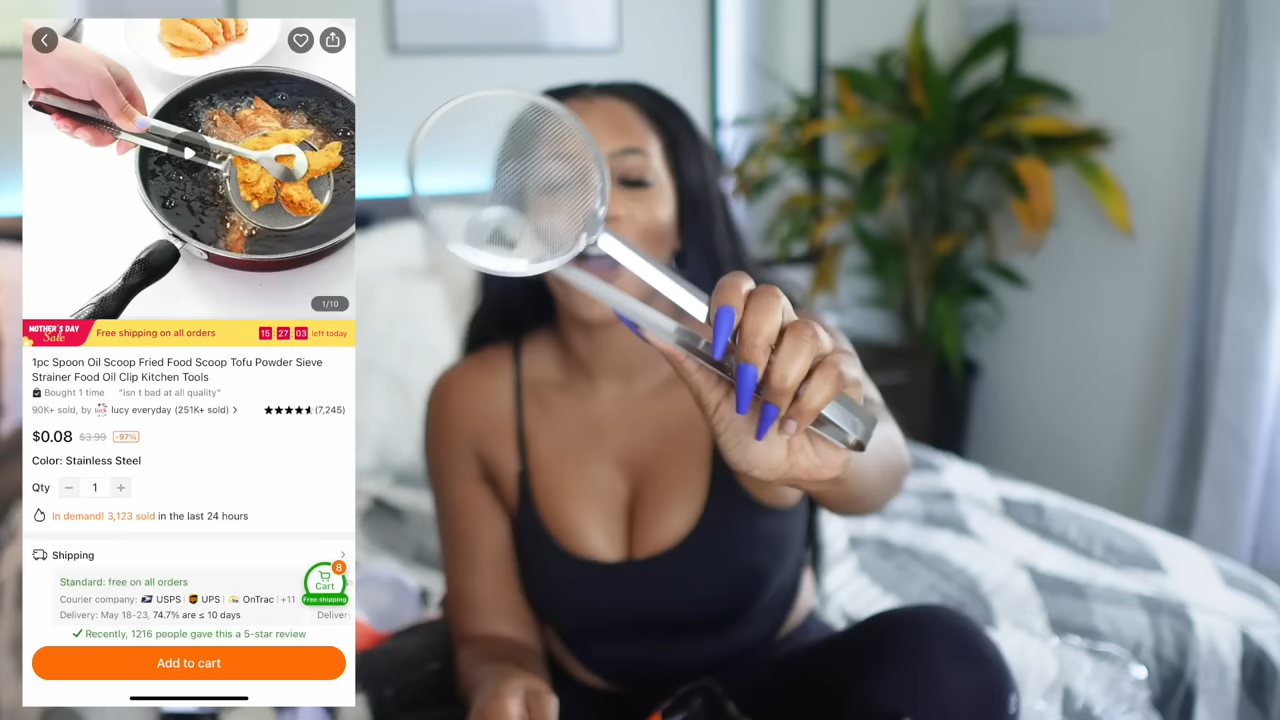 1/10
MOTHER'S DAY
Sale
Free shipping on all orders
15:27:03 left today
1pc Spoon Oil Scoop Fried Food Scoop Tofu Powder Sieve
Strainer Food Oil Clip Kitchen Tools
Bought 1 time "isn t bad at all quality"
90K+ sold, by lucy everyday (251K+ sold) (7,245)
$0.08 $3.99 -97%
Color: Stainless Steel
Qty − 1 +
In demand! 3,123 sold in the last 24 hours
Shipping
Standard: free on all orders
Courier company: USPS UPS OnTrac +11
Delivery: May 18-23, 74.7% are ≤ 10 days
Delivery
8
Cart
Free shipping
Recently, 1216 people gave this a 5-star review
Add to cart